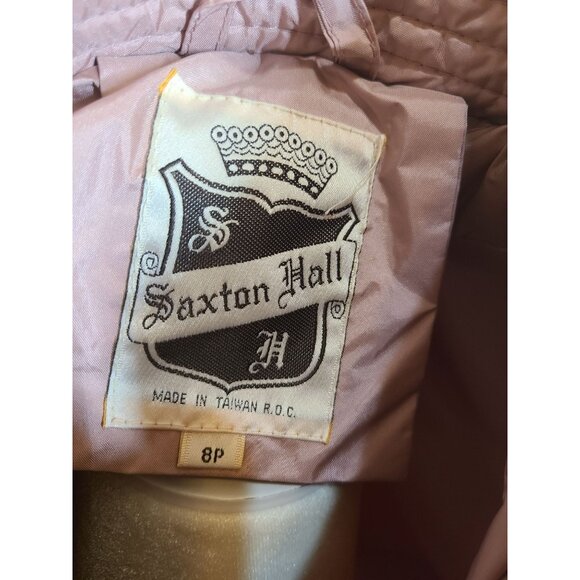 S
Saxton Hall
H
MADE IN TAIWAN R.O.C.
8P